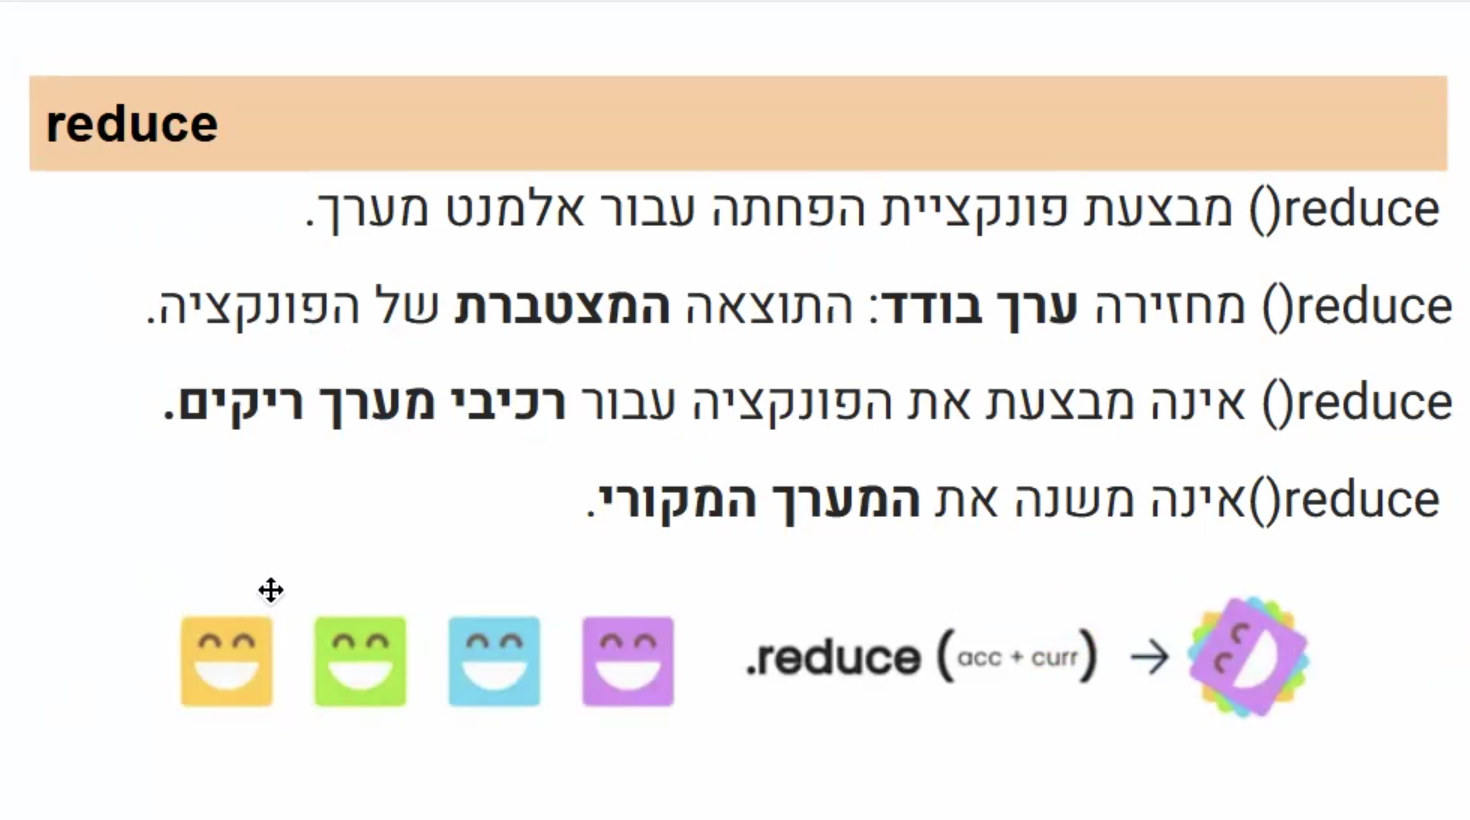 reduce
reduce() מבצעת פונקציית הפחתה עבור אלמנט מערך.
reduce() מחזירה ערך בודד: התוצאה המצטברת של הפונקציה.
reduce() אינה מבצעת את הפונקציה עבור רכיבי מערך ריקים.
reduce()אינה משנה את המערך המקורי.
.reduce (acc + curr) →